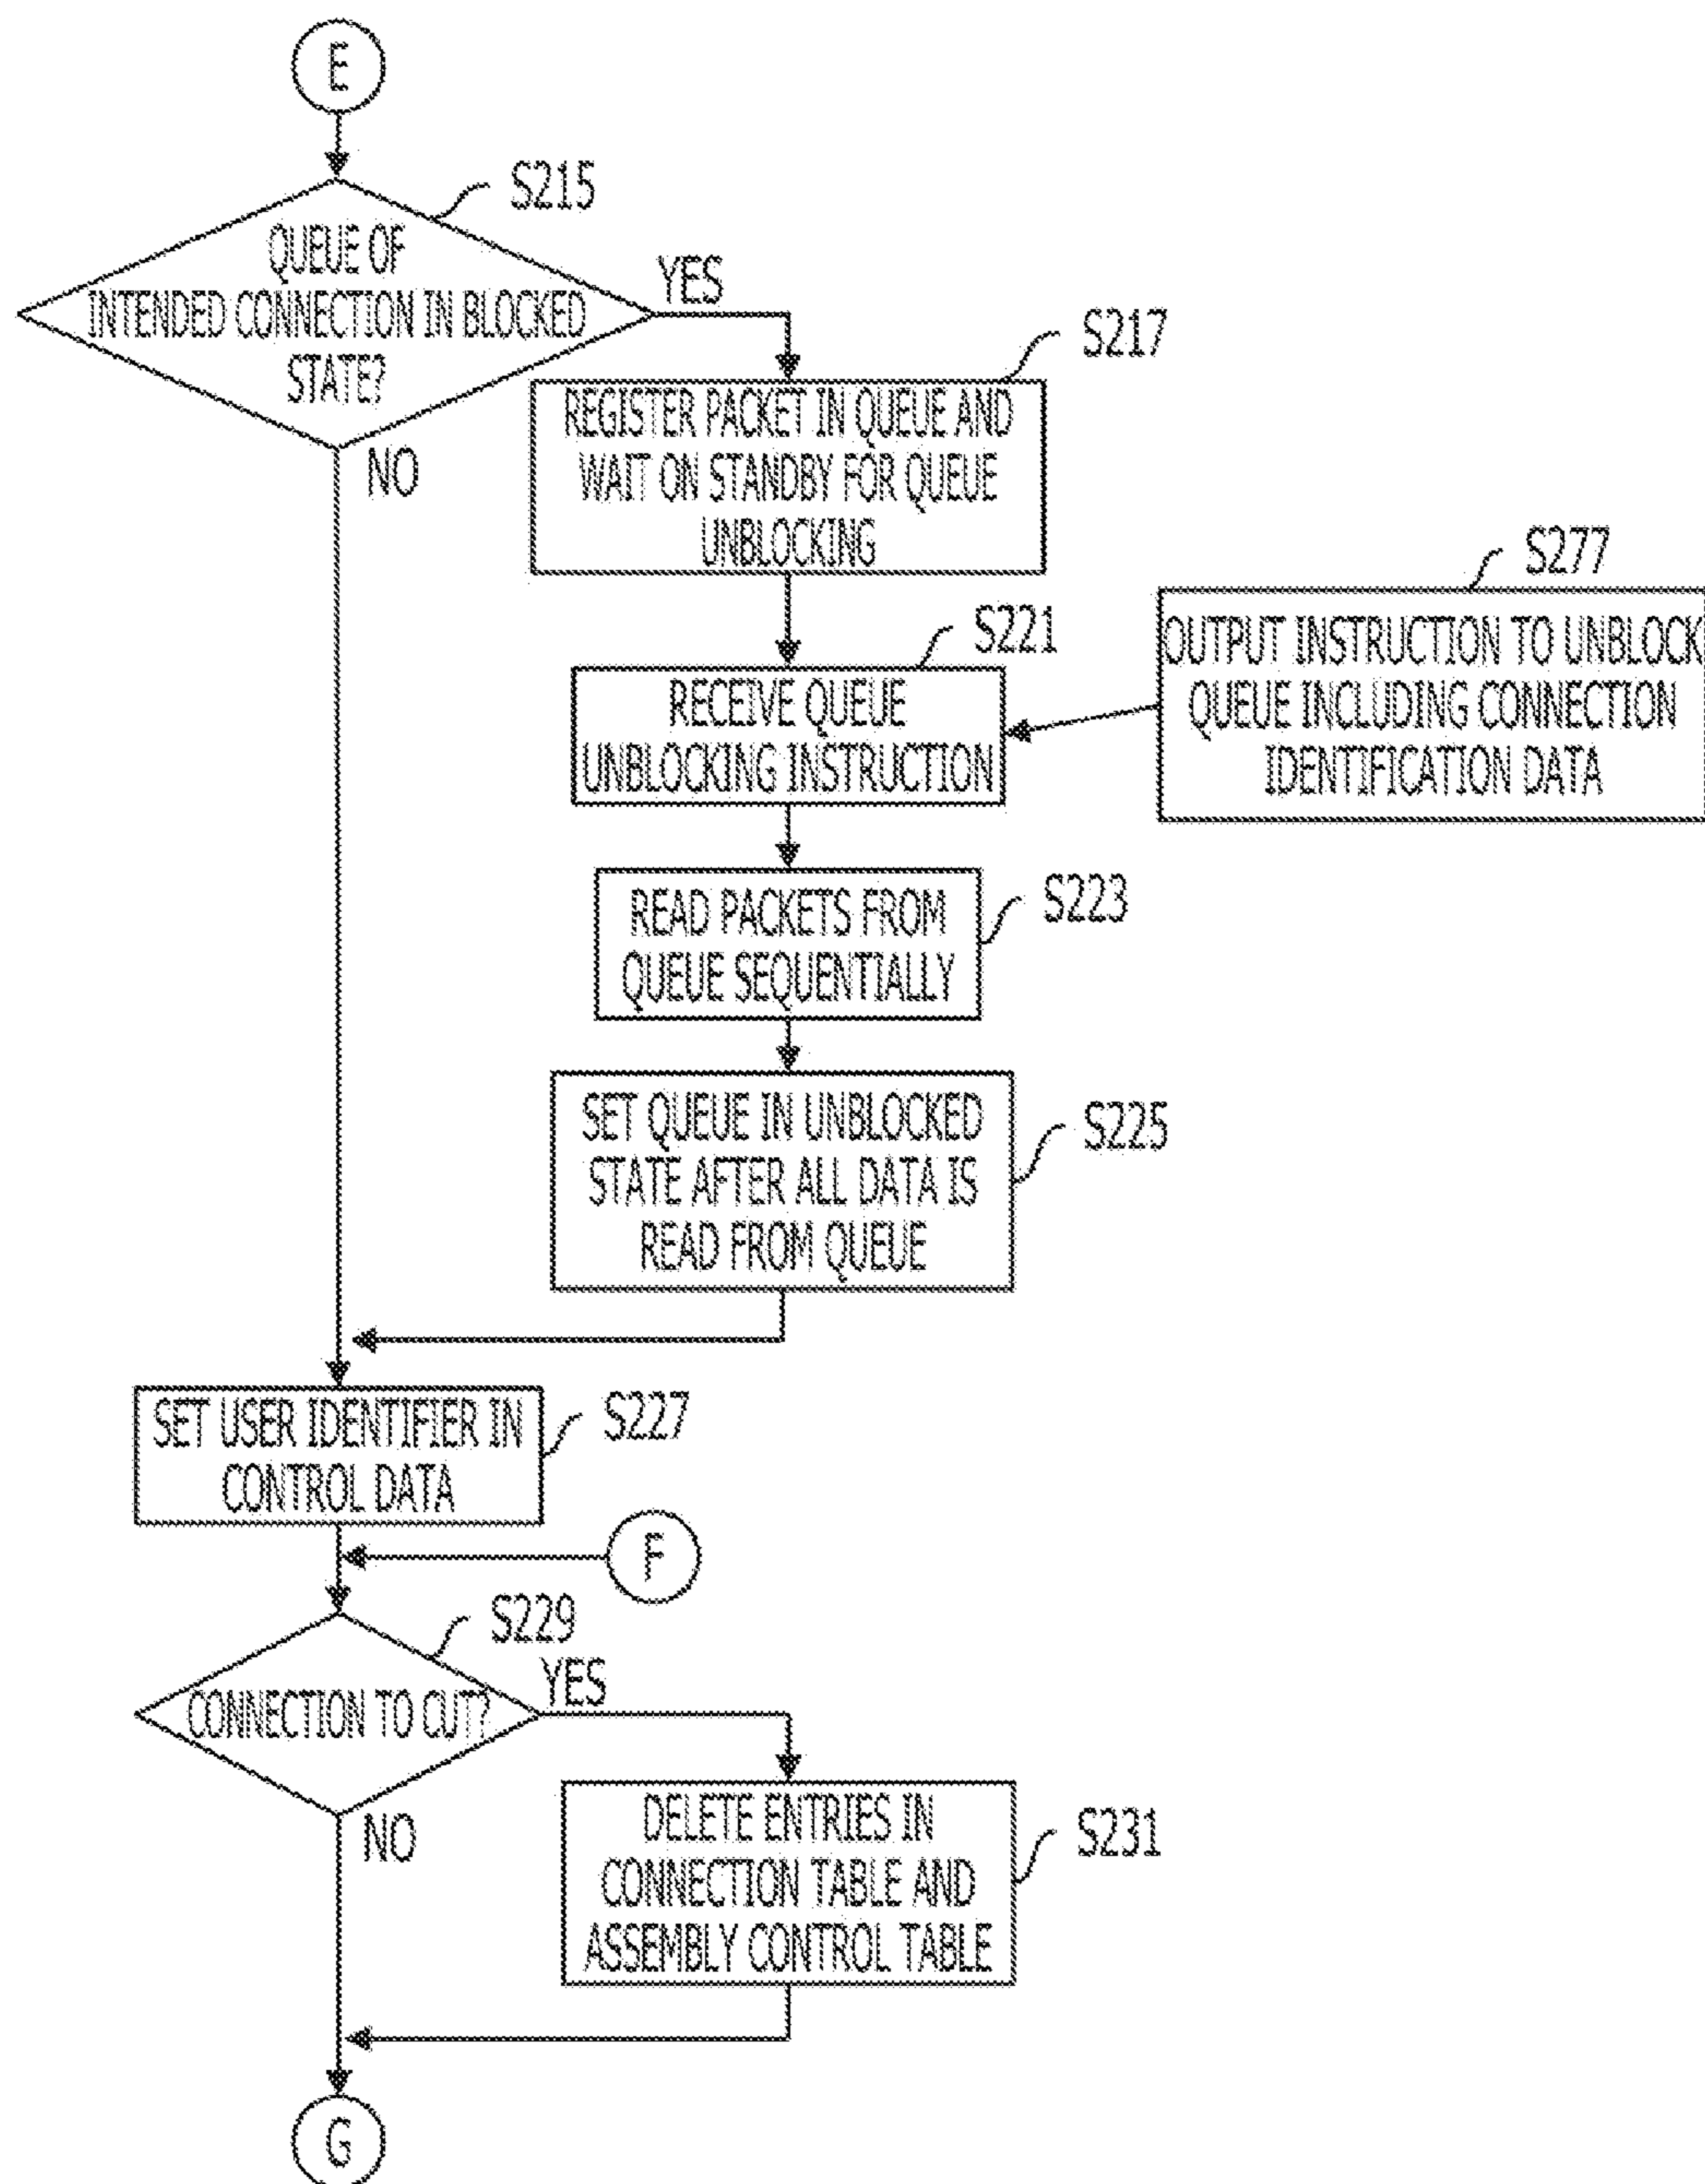 E
S215
QUEUE OF
INTENDED CONNECTION IN BLOCKED
STATE?
YES
NO
S217
REGISTER PACKET IN QUEUE AND
WAIT ON STANDBY FOR QUEUE
UNBLOCKING
S277
OUTPUT INSTRUCTION TO UNBLOCK
QUEUE INCLUDING CONNECTION
IDENTIFICATION DATA
S221
RECEIVE QUEUE
UNBLOCKING INSTRUCTION
S223
READ PACKETS FROM
QUEUE SEQUENTIALLY
S225
SET QUEUE IN UNBLOCKED
STATE AFTER ALL DATA IS
READ FROM QUEUE
S227
SET USER IDENTIFIER IN
CONTROL DATA
F
S229
CONNECTION TO CUT?
YES
NO
S231
DELETE ENTRIES IN
CONNECTION TABLE AND
ASSEMBLY CONTROL TABLE
G